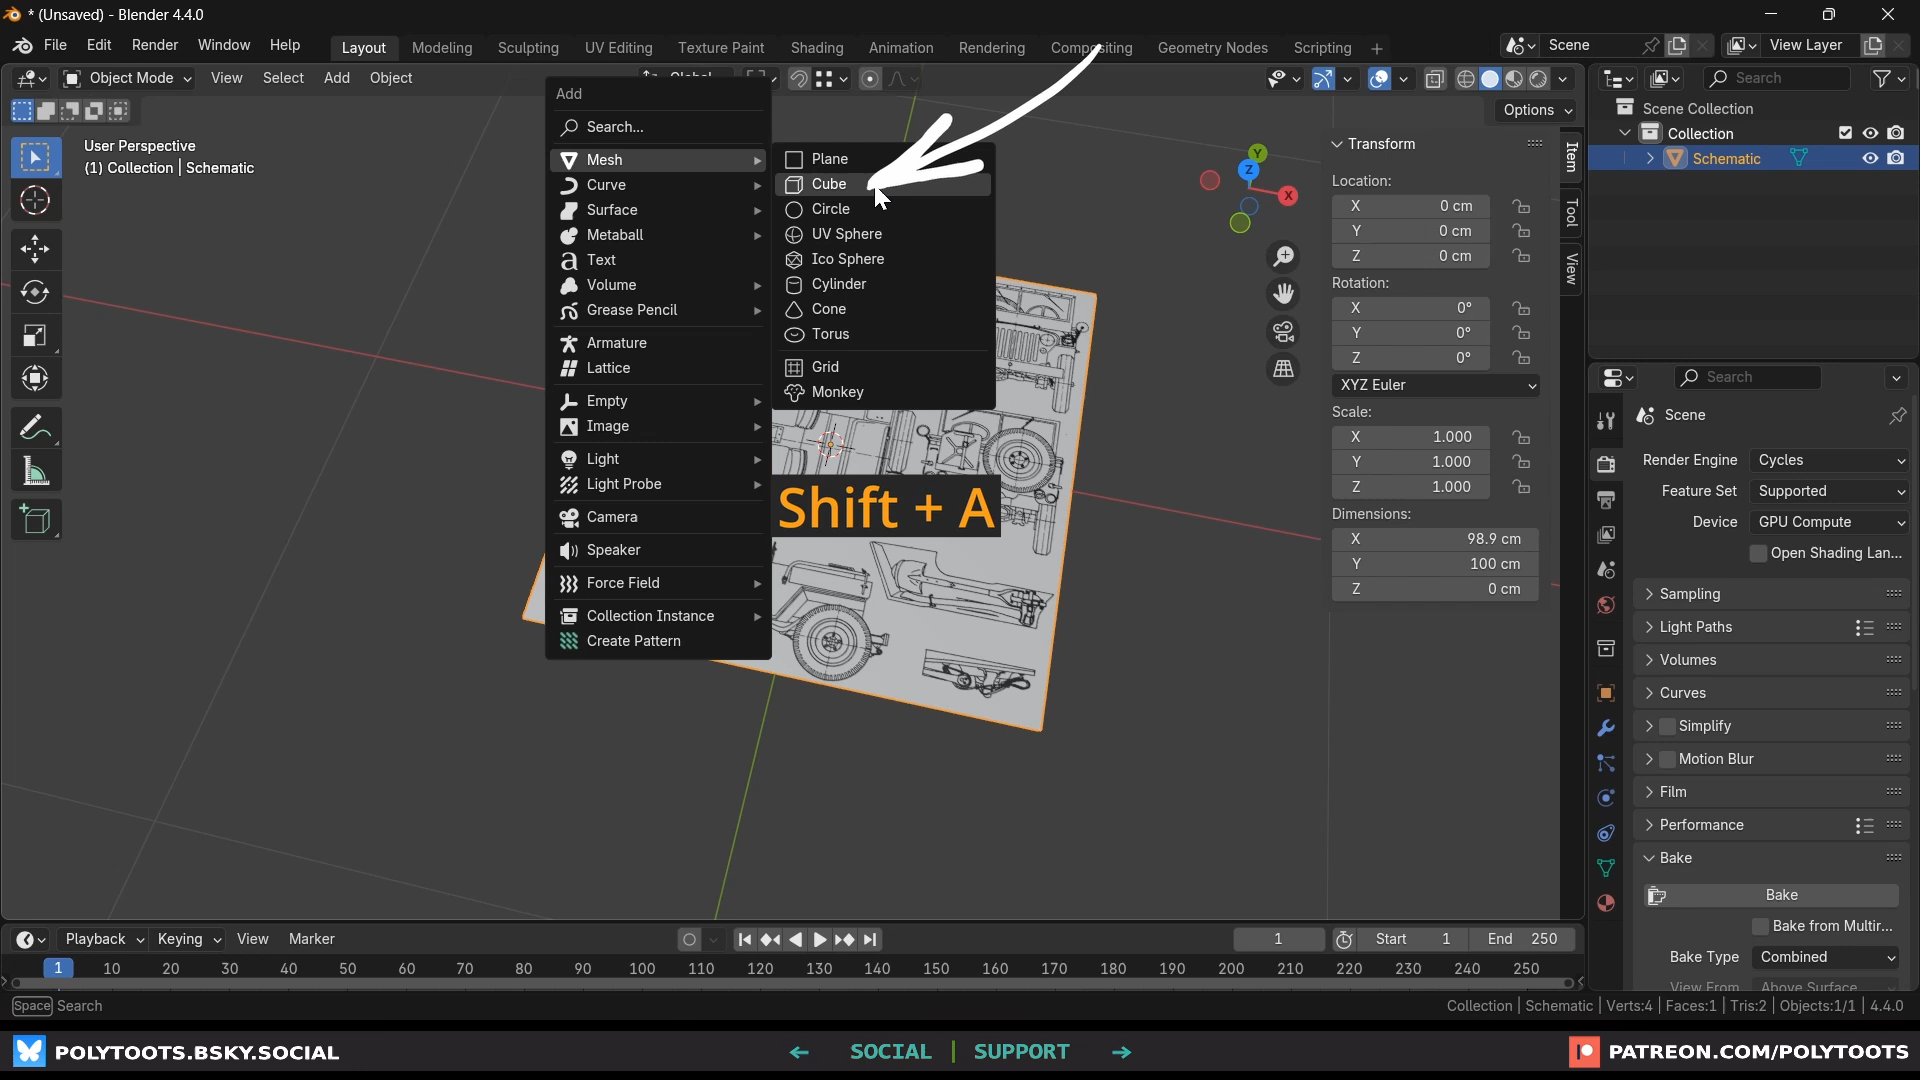 * (Unsaved) - Blender 4.4.0
File Edit Render Window Help
Layout Modeling Sculpting UV Editing Texture Paint Shading Animation Rendering Compositing Geometry Nodes Scripting +
Scene
View Layer
Object Mode View Select Add Object
Search
Options
User Perspective
(1) Collection | Schematic
Add
Search...
Mesh
Curve
Surface
Metaball
Text
Volume
Grease Pencil
Armature
Lattice
Empty
Image
Light
Light Probe
Camera
Speaker
Force Field
Collection Instance
Create Pattern
Plane
Cube
Circle
UV Sphere
Ico Sphere
Cylinder
Cone
Torus
Grid
Monkey
Shift + A
Y
Z
X
Transform
Location:
X 0 cm
Y 0 cm
Z 0 cm
Rotation:
X 0°
Y 0°
Z 0°
XYZ Euler
Scale:
X 1.000
Y 1.000
Z 1.000
Dimensions:
X 98.9 cm
Y 100 cm
Z 0 cm
Item
Tool
View
Scene Collection
Collection
Schematic
Search
Scene
Render Engine Cycles
Feature Set Supported
Device GPU Compute
Open Shading Lan...
Sampling
Light Paths
Volumes
Curves
Simplify
Motion Blur
Film
Performance
Bake
Bake
Bake from Multir...
Bake Type Combined
View From Above Surface
Playback Keying View Marker
1
Start 1
End 250
1 10 20 30 40 50 60 70 80 90 100 110 120 130 140 150 160 170 180 190 200 210 220 230 240 250
Space Search
Collection | Schematic | Verts:4 | Faces:1 | Tris:2 | Objects:1/1 | 4.4.0
POLYTOOTS.BSKY.SOCIAL
← SOCIAL | SUPPORT →
PATREON.COM/POLYTOOTS